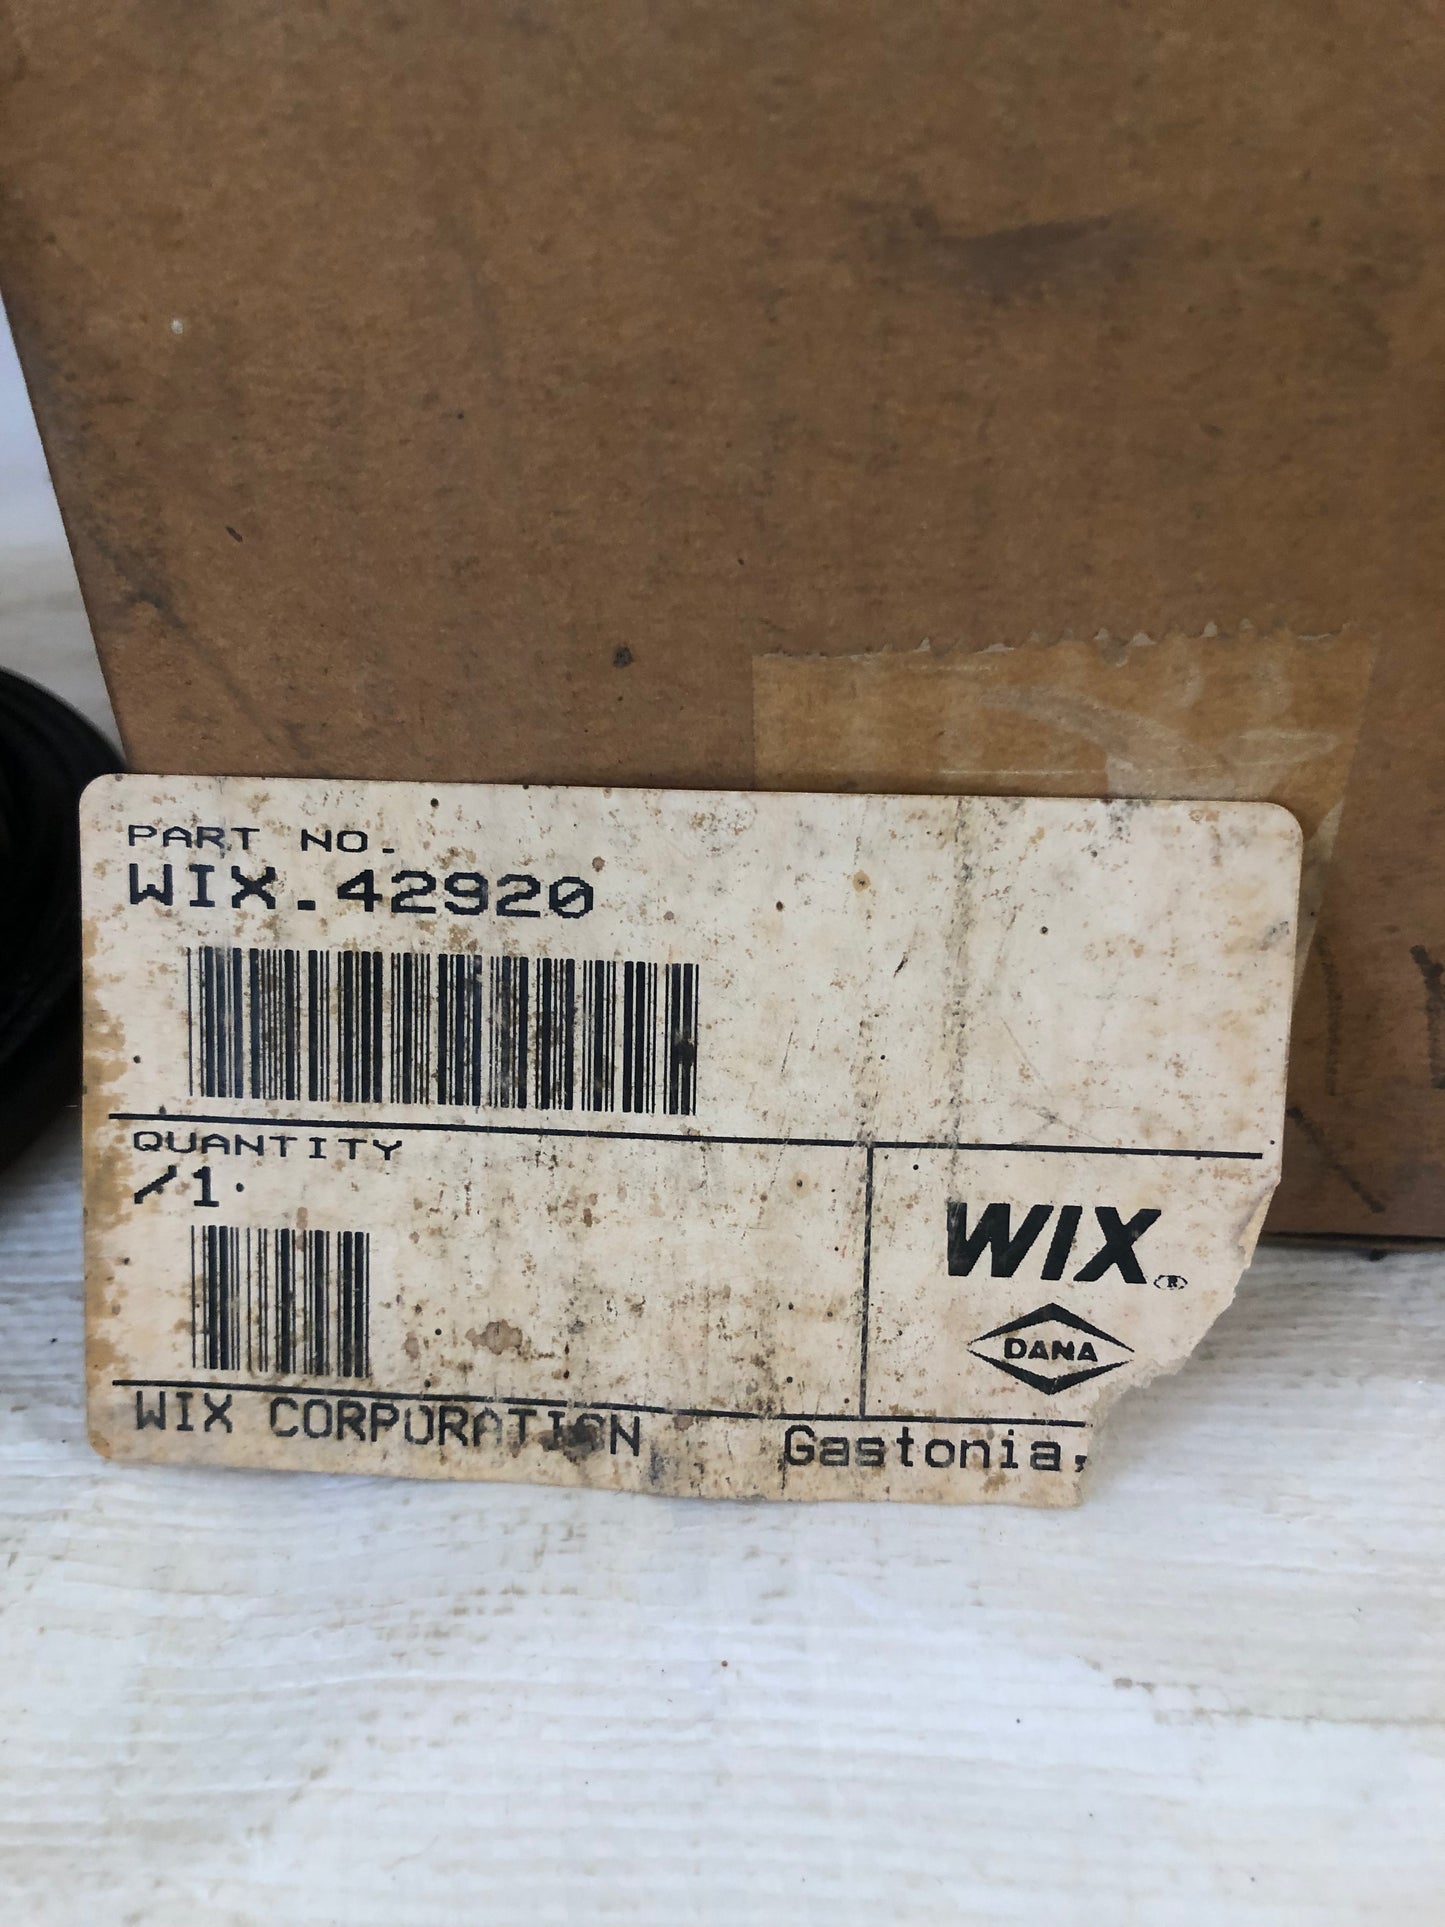 PART NO.
WIX.42920
QUANTITY
/1
WIX®
DANA
WIX CORPORATION Gastonia,